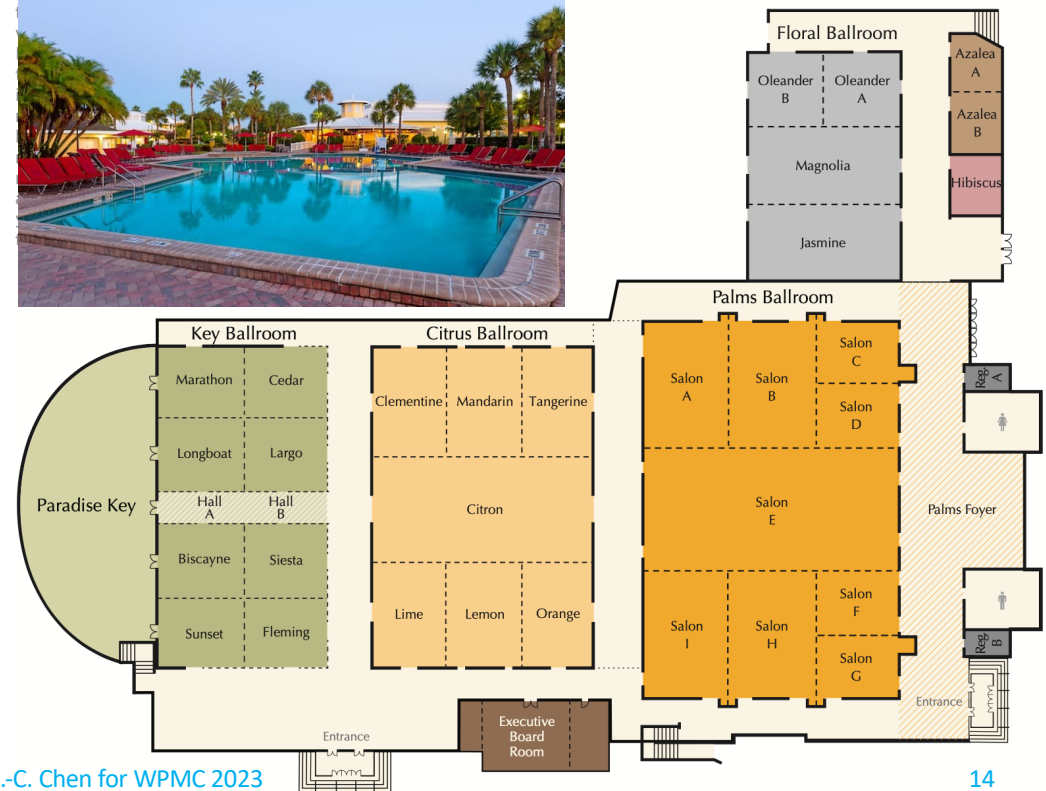 Floral Ballroom
Azalea
A
Oleander
B
Oleander
A
Azalea
B
Magnolia
Hibiscus
Jasmine
Palms Ballroom
Key Ballroom
Citrus Ballroom
Marathon
Cedar
Clementine
Mandarin
Tangerine
Salon
A
Salon
B
Salon
C
Salon
D
Reg.
A
Longboat
Largo
Paradise Key
Hall
A
Hall
B
Citron
Salon
E
Palms Foyer
Biscayne
Siesta
Lime
Lemon
Orange
Salon
I
Salon
H
Salon
F
Salon
G
Reg.
B
Sunset
Fleming
Entrance
Executive
Board
Room
Entrance
.-C. Chen for WPMC 2023
14